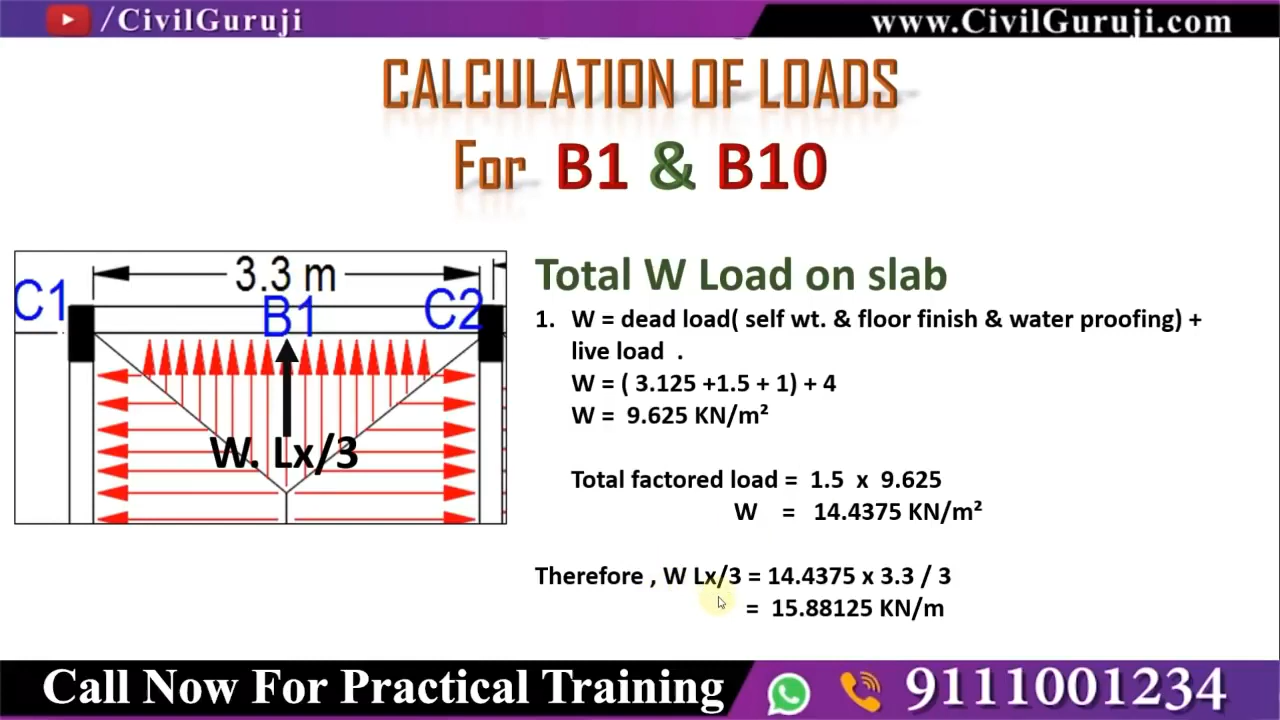 /CivilGuruji
www.CivilGuruji.com
CALCULATION OF LOADS
For B1 & B10
3.3 m
C1
B1
C2
W. Lx/3
Total W Load on slab
1. W = dead load( self wt. & floor finish & water proofing) +
live load .
W = ( 3.125 +1.5 + 1) + 4
W = 9.625 KN/m²
Total factored load = 1.5 x 9.625
W = 14.4375 KN/m²
Therefore , W Lx/3 = 14.4375 x 3.3 / 3
= 15.88125 KN/m
Call Now For Practical Training
9111001234